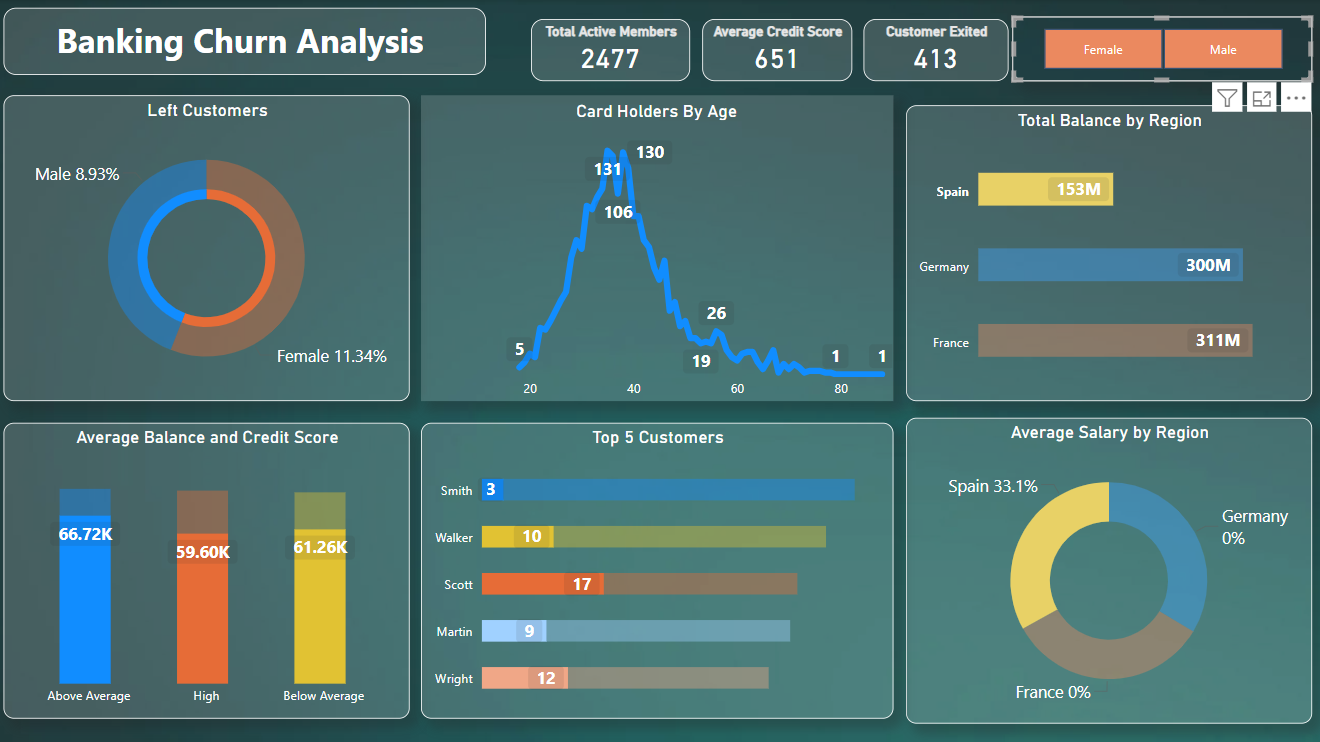 Banking Churn Analysis
Total Active Members
2477
Average Credit Score
651
Customer Exited
413
Female
Male
Left Customers
Male 8.93%
Female 11.34%
Card Holders By Age
130
131
106
5
26
19
1
1
20
40
60
80
Total Balance by Region
Spain
153M
Germany
300M
France
311M
Average Balance and Credit Score
66.72K
59.60K
61.26K
Above Average
High
Below Average
Top 5 Customers
Smith
3
Walker
10
Scott
17
Martin
9
Wright
12
Average Salary by Region
Spain 33.1%
Germany
0%
France 0%